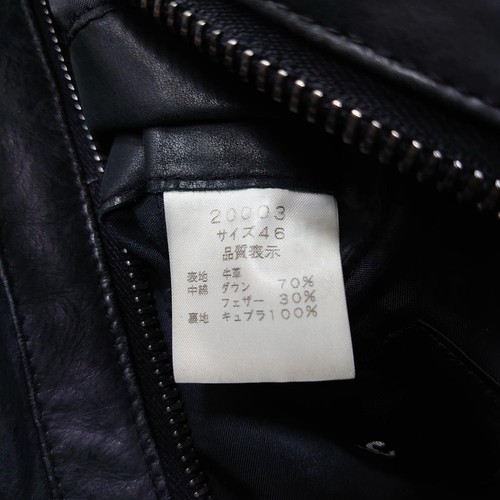 20003
サイズ46
品質表示
表地 牛革
中綿 ダウン 70%
フェザー 30%
裏地 キュプラ100%